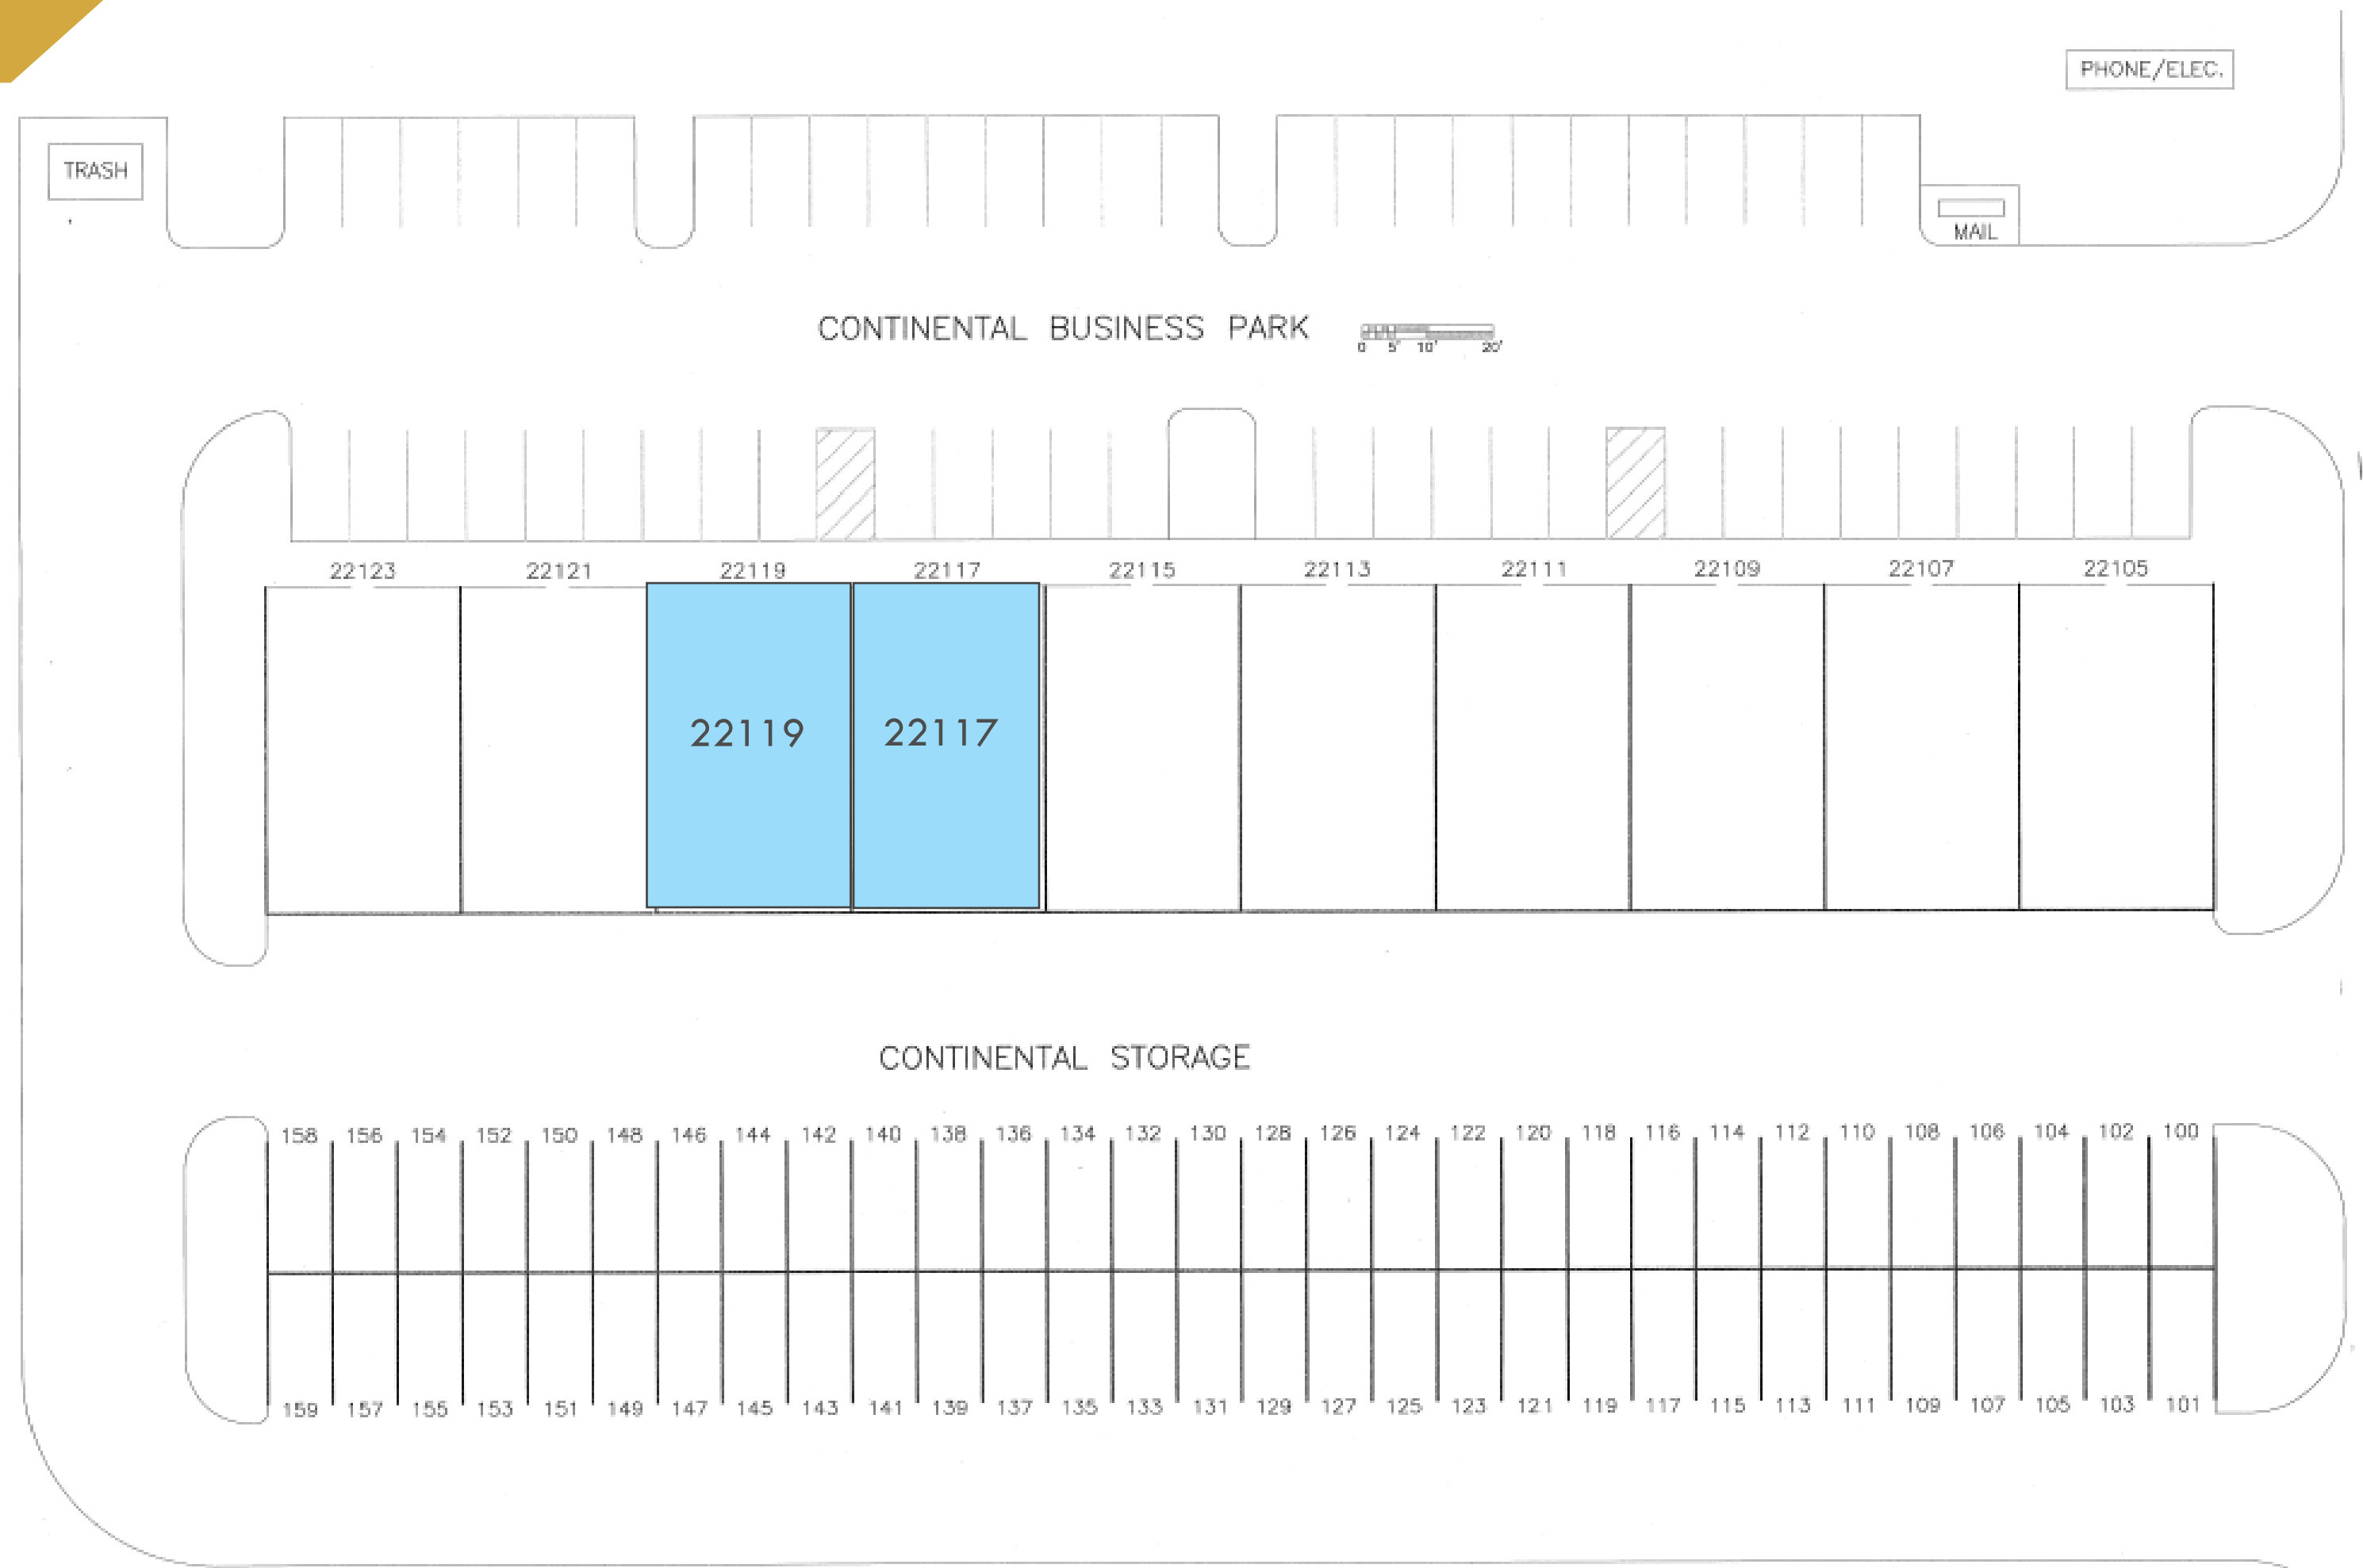 PHONE/ELEC.
TRASH
MAIL
CONTINENTAL BUSINESS PARK
0 5' 10' 20'
22123 22121 22119 22117 22115 22113 22111 22109 22107 22105
22119 22117
CONTINENTAL STORAGE
158 156 154 152 150 148 146 144 142 140 138 136 134 132 130 128 126 124 122 120 118 116 114 112 110 108 106 104 102 100
159 157 155 153 151 149 147 145 143 141 139 137 135 133 131 129 127 125 123 121 119 117 115 113 111 109 107 105 103 101